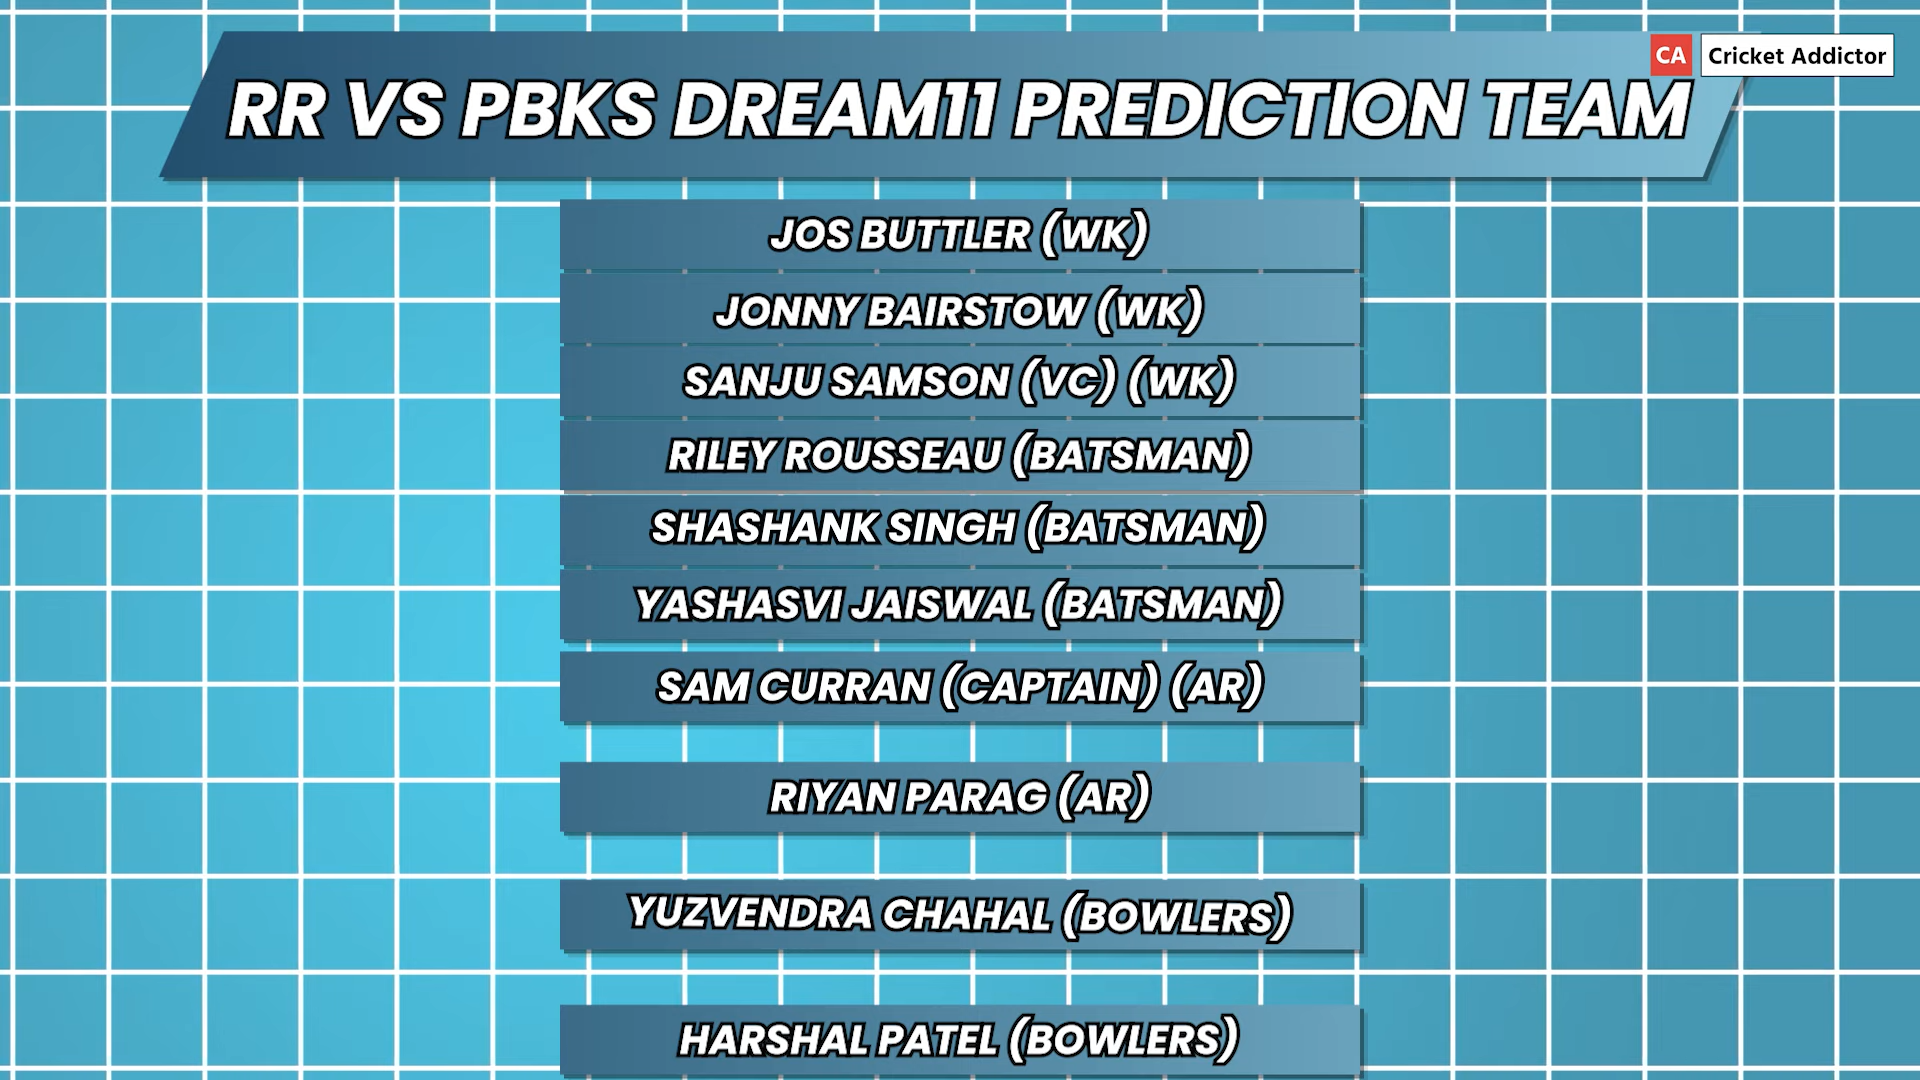 CA Cricket Addictor
RR VS PBKS DREAM11 PREDICTION TEAM
JOS BUTTLER (WK)
JONNY BAIRSTOW (WK)
SANJU SAMSON (VC) (WK)
RILEY ROUSSEAU (BATSMAN)
SHASHANK SINGH (BATSMAN)
YASHASVI JAISWAL (BATSMAN)
SAM CURRAN (CAPTAIN) (AR)
RIYAN PARAG (AR)
YUZVENDRA CHAHAL (BOWLERS)
HARSHAL PATEL (BOWLERS)